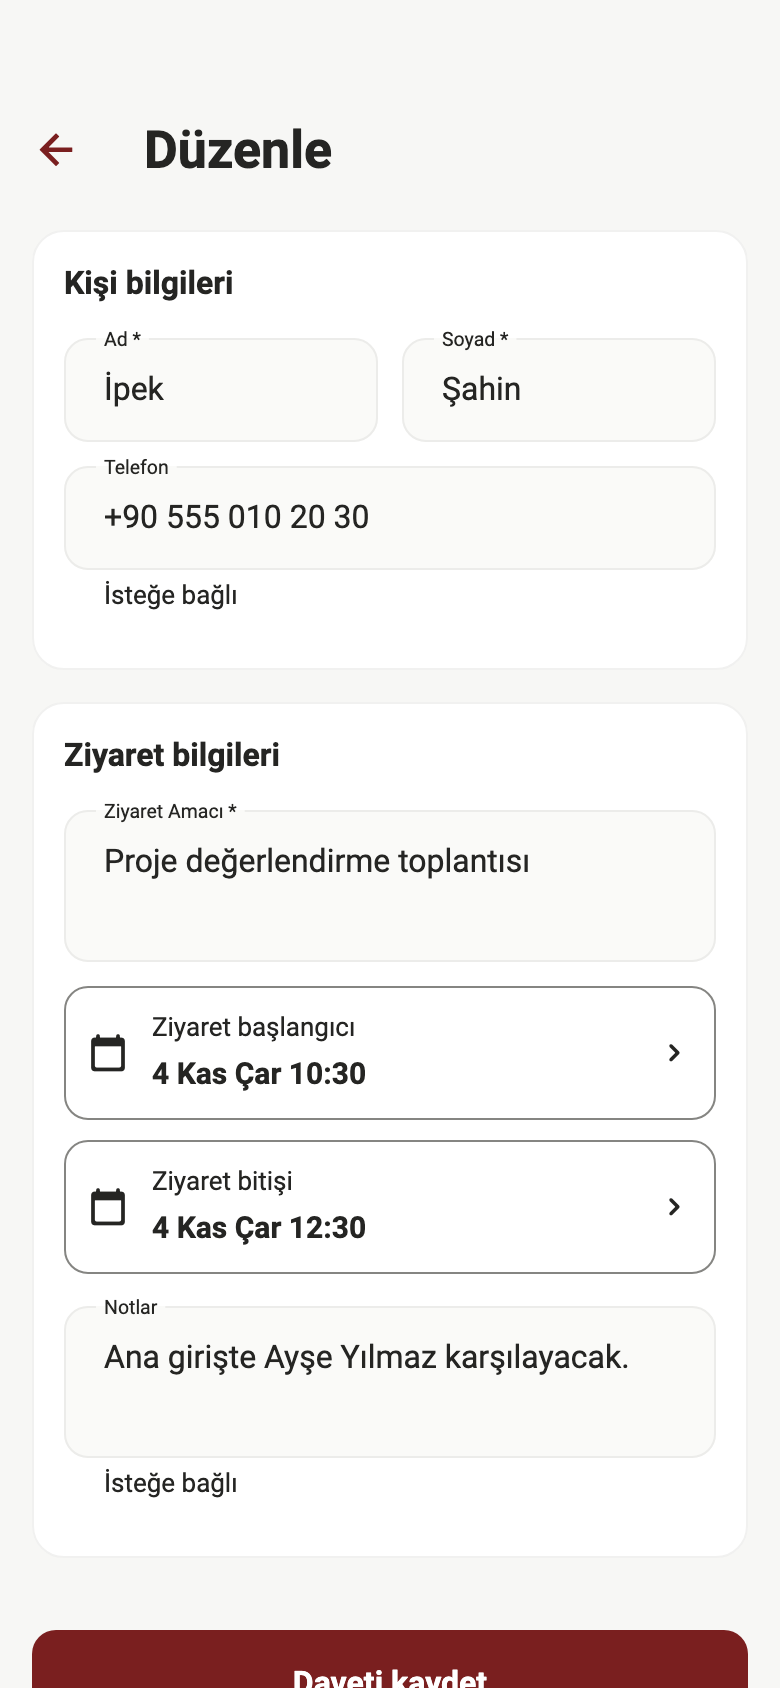 Düzenle
Kişi bilgileri
Ad *
İpek
Soyad *
Şahin
Telefon
+90 555 010 20 30
İsteğe bağlı
Ziyaret bilgileri
Ziyaret Amacı *
Proje değerlendirme toplantısı
Ziyaret başlangıcı
4 Kas Çar 10:30
Ziyaret bitişi
4 Kas Çar 12:30
Notlar
Ana girişte Ayşe Yılmaz karşılayacak.
İsteğe bağlı
Daveti kaydet